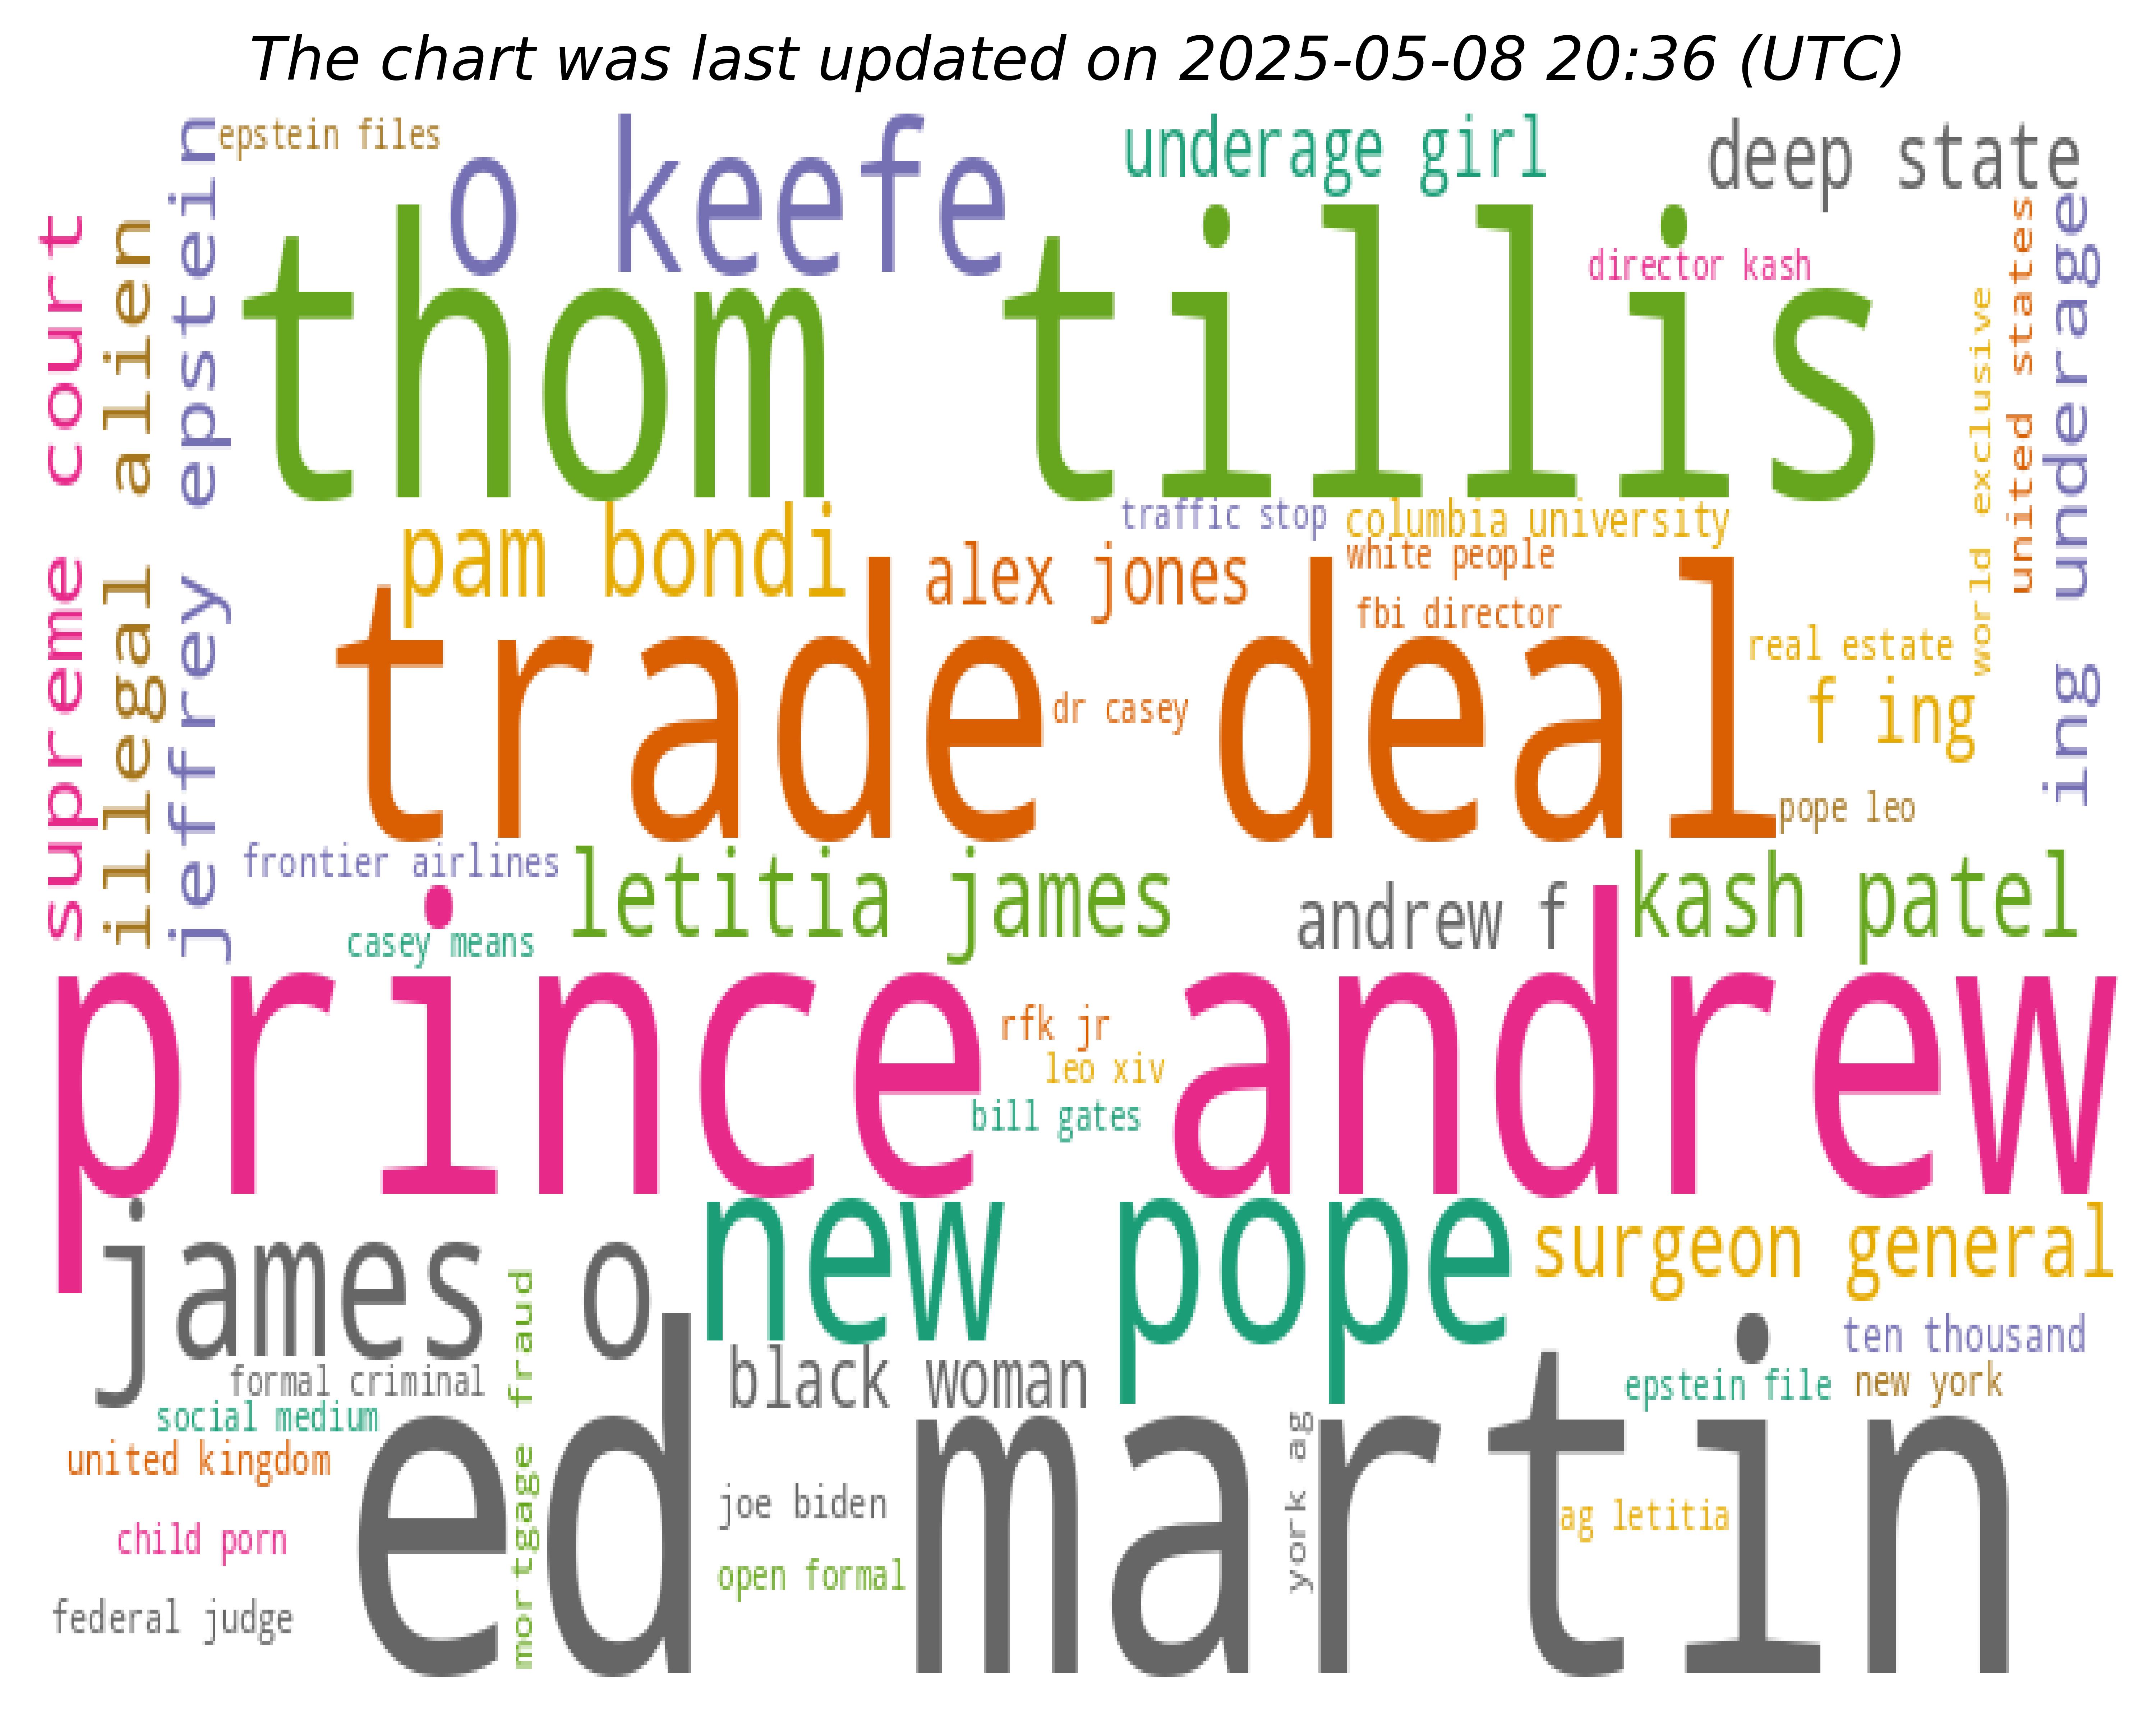 The chart was last updated on 2025-05-08 20:36 (UTC)
epstein files
o keefe
underage girl
deep state
supreme court
illegal alien
jeffrey epstein
thom tillis
director kash
world exclusive
united states
ing underage
pam bondi
traffic stop
columbia university
alex jones
white people
fbi director
trade deal
real estate
dr casey
f ing
pope leo
frontier airlines
letitia james
andrew f
kash patel
casey means
prince andrew
rfk jr
leo xiv
bill gates
james o
new pope
surgeon general
formal criminal
mortgage fraud
black woman
ten thousand
social medium
epstein file
new york
united kingdom
ed martin
york ag
joe biden
ag letitia
child porn
open formal
federal judge